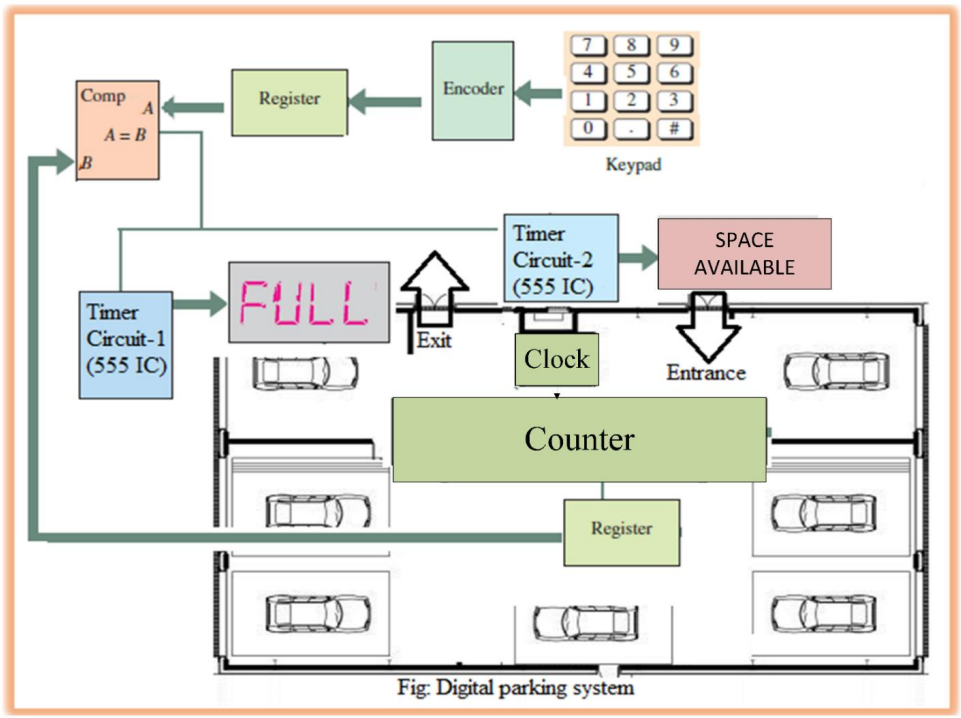 7 8 9
4 5 6
1 2 3
0 . #
Keypad
Encoder
Register
Comp
A
A = B
B
Timer
Circuit-2
(555 IC)
SPACE
AVAILABLE
Timer
Circuit-1
(555 IC)
FULL
Exit
Clock
Entrance
Counter
Register
Fig: Digital parking system